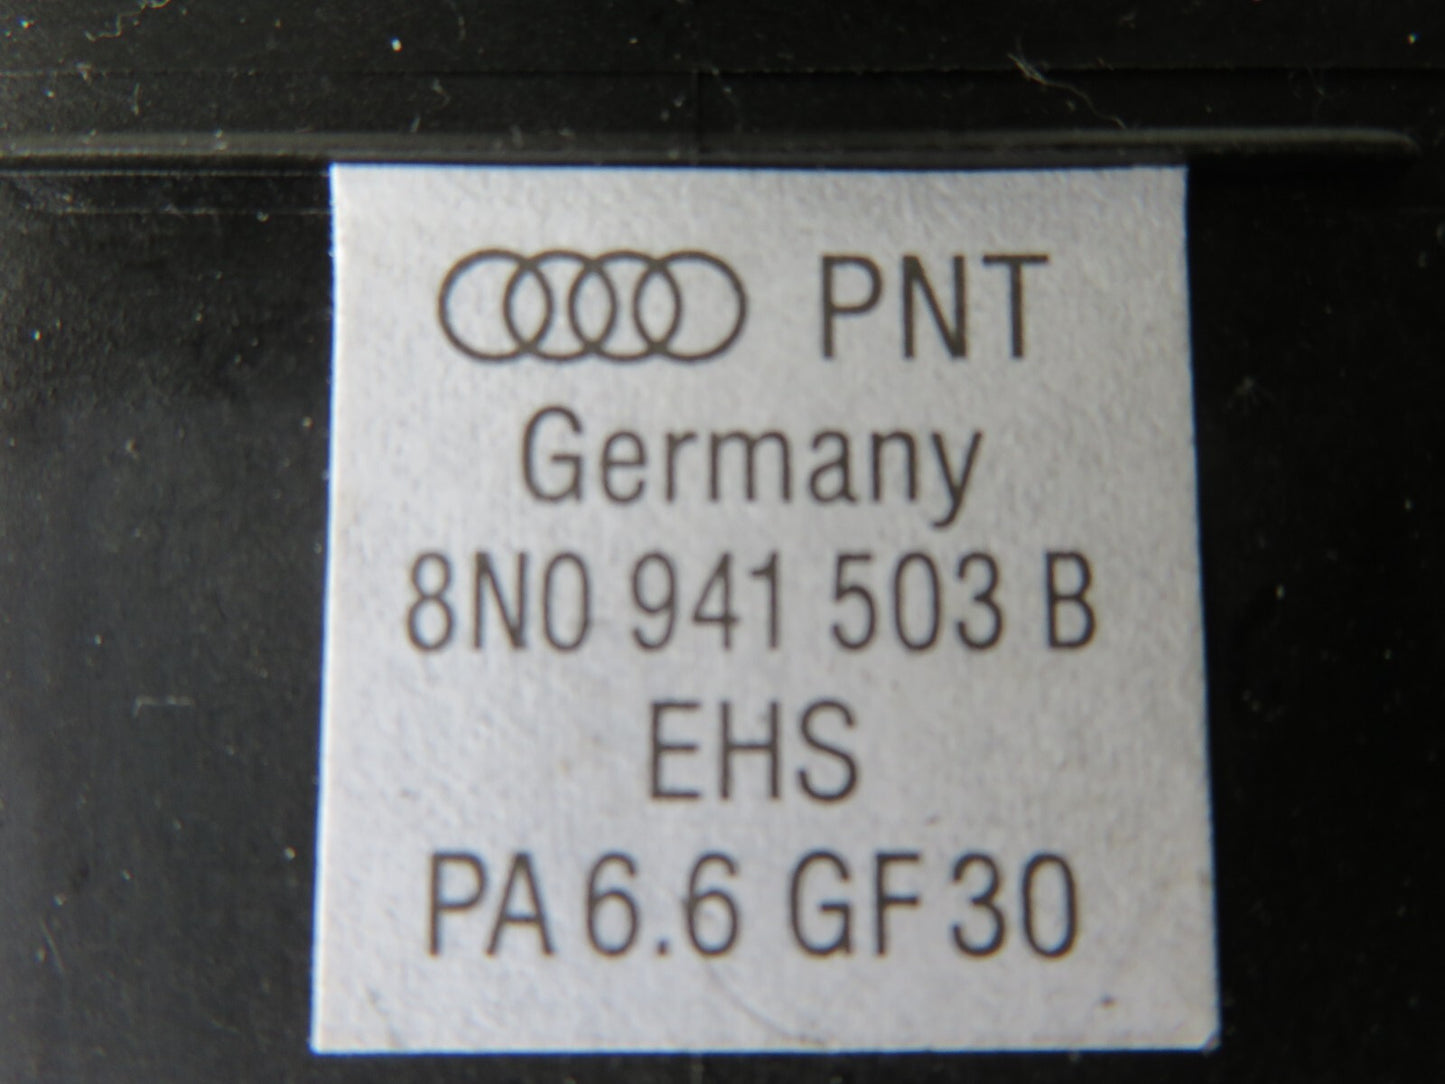 PNT
Germany
8N0 941 503 B
EHS
PA 6.6 GF 30